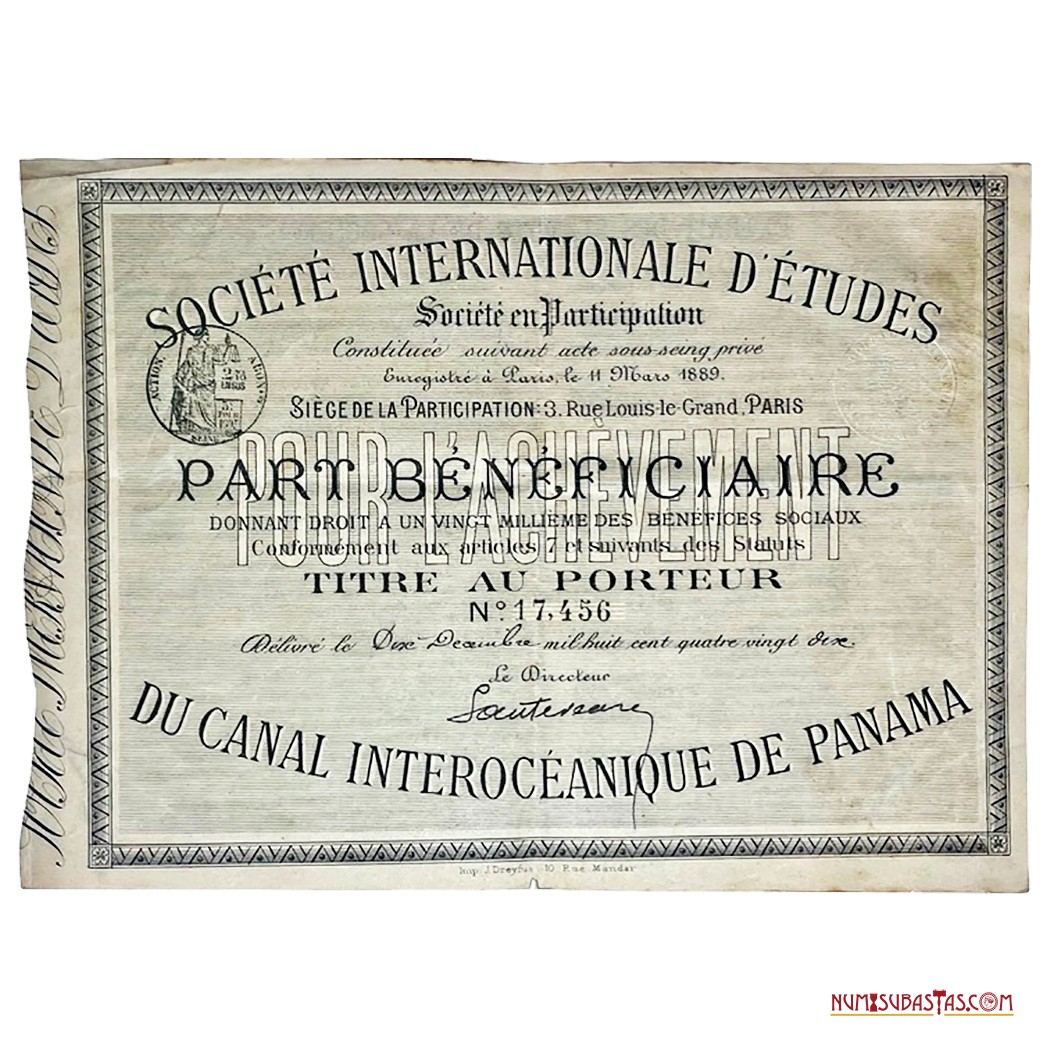 SOCIÉTÉ INTERNATIONALE D'ÉTUDES
Société en Participation
Constituée suivant acte sous-seing privé
Enregistré à Paris, le 11 Mars 1889.
SIÈGE DE LA PARTICIPATION: 3, Rue Louis-le-Grand, PARIS
ACTION.
POUR L'ACHÈVEMENT
PART BÉNÉFICIAIRE
DONNANT DROIT A UN VINGT MILLIÈME DES BÉNÉFICES SOCIAUX
Conformément aux articles 7 et suivants des Statuts
TITRE AU PORTEUR
Nº 17,456
Délivré le Dix Decembre mil huit cent quatre vingt dix.
Le Directeur
DU CANAL INTEROCÉANIQUE DE PANAMA
Imp. J. Dreyfus 10 Rue Mandar
NUMISUBASTAS.COM